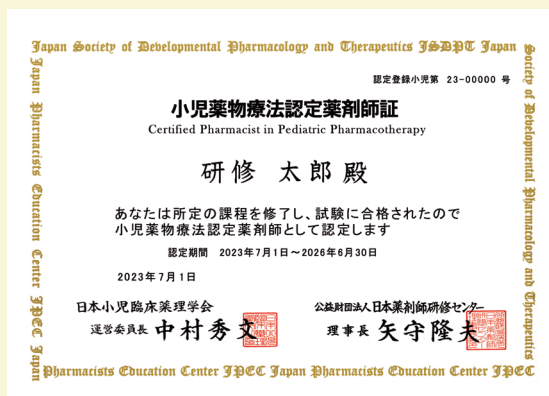 Japan Society of Developmental Pharmacology and Therapeutics JSDPT Japan
Society of Developmental Pharmacology and Therapeutics
Japan Pharmacists Education Center JPEC Japan
認定登録小児第 23-00000 号
小児薬物療法認定薬剤師証
Certified Pharmacist in Pediatric Pharmacotherapy
研修 太郎 殿
あなたは所定の課程を修了し、試験に合格されたので
小児薬物療法認定薬剤師として認定します
認定期間 2023年7月1日～2026年6月30日
2023年7月1日
日本小児臨床薬理学会
運営委員長 中村秀文
公益財団法人日本薬剤師研修センター
理事長 矢守隆夫
Pharmacists Education Center JPEC Japan Pharmacists Education Center JPEC